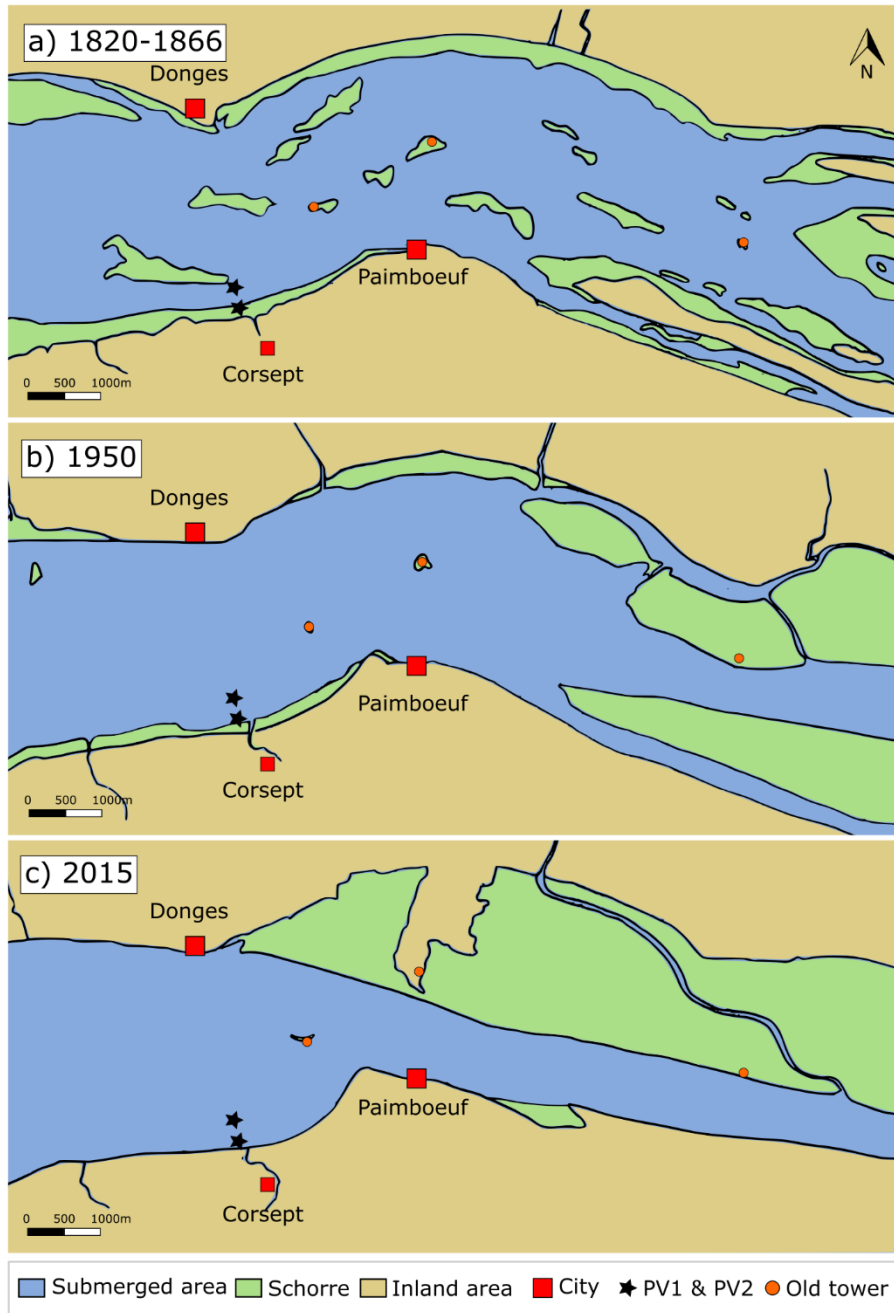 a) 1820-1866
N
Donges
Paimboeuf
Corsept
0 500 1000m
b) 1950
Donges
Paimboeuf
Corsept
0 500 1000m
c) 2015
Donges
Paimboeuf
Corsept
0 500 1000m
Submerged area Schorre Inland area City PV1 & PV2 Old tower